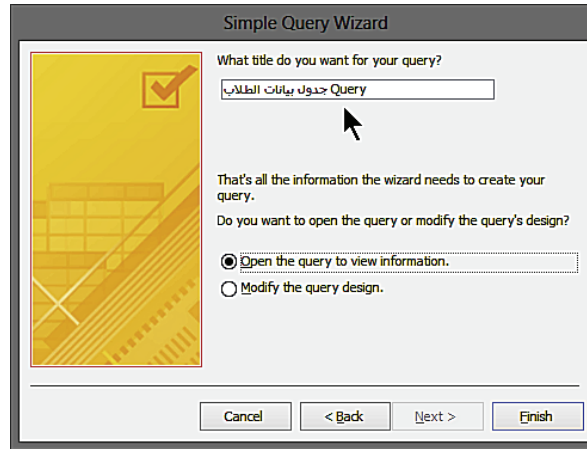 Simple Query Wizard
What title do you want for your query?
جدول بيانات الطلاب Query
That's all the information the wizard needs to create your
query.
Do you want to open the query or modify the query's design?
Open the query to view information.
Modify the query design.
Cancel
< Back
Next >
Finish